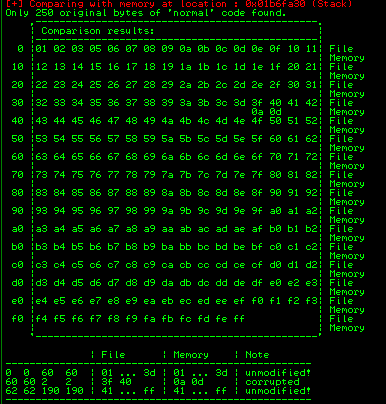 [+] Comparing with memory at location : 0x01b6fa30 (Stack)
Only 250 original bytes of 'normal' code found.
Comparison results:
0 |01 02 03 05 06 07 08 09 0a 0b 0c 0d 0e 0f 10 11| File
| | Memory
10 |12 13 14 15 16 17 18 19 1a 1b 1c 1d 1e 1f 20 21| File
| | Memory
20 |22 23 24 25 26 27 28 29 2a 2b 2c 2d 2e 2f 30 31| File
| | Memory
30 |32 33 34 35 36 37 38 39 3a 3b 3c 3d 3f 40 41 42| File
| 0a 0d | Memory
40 |43 44 45 46 47 48 49 4a 4b 4c 4d 4e 4f 50 51 52| File
| | Memory
50 |53 54 55 56 57 58 59 5a 5b 5c 5d 5e 5f 60 61 62| File
| | Memory
60 |63 64 65 66 67 68 69 6a 6b 6c 6d 6e 6f 70 71 72| File
| | Memory
70 |73 74 75 76 77 78 79 7a 7b 7c 7d 7e 7f 80 81 82| File
| | Memory
80 |83 84 85 86 87 88 89 8a 8b 8c 8d 8e 8f 90 91 92| File
| | Memory
90 |93 94 95 96 97 98 99 9a 9b 9c 9d 9e 9f a0 a1 a2| File
| | Memory
a0 |a3 a4 a5 a6 a7 a8 a9 aa ab ac ad ae af b0 b1 b2| File
| | Memory
b0 |b3 b4 b5 b6 b7 b8 b9 ba bb bc bd be bf c0 c1 c2| File
| | Memory
c0 |c3 c4 c5 c6 c7 c8 c9 ca cb cc cd ce cf d0 d1 d2| File
| | Memory
d0 |d3 d4 d5 d6 d7 d8 d9 da db dc dd de df e0 e2 e3| File
| | Memory
e0 |e4 e5 e6 e7 e8 e9 ea eb ec ed ee ef f0 f1 f2 f3| File
| | Memory
f0 |f4 f5 f6 f7 f8 f9 fa fb fc fd fe ff | File
| | Memory
| File | Memory | Note
0 0 60 60 | 01 ... 3d | 01 ... 3d | unmodified!
60 60 2 2 | 3f 40 | 0a 0d | corrupted
62 62 190 190 | 41 ... ff | 41 ... ff | unmodified!